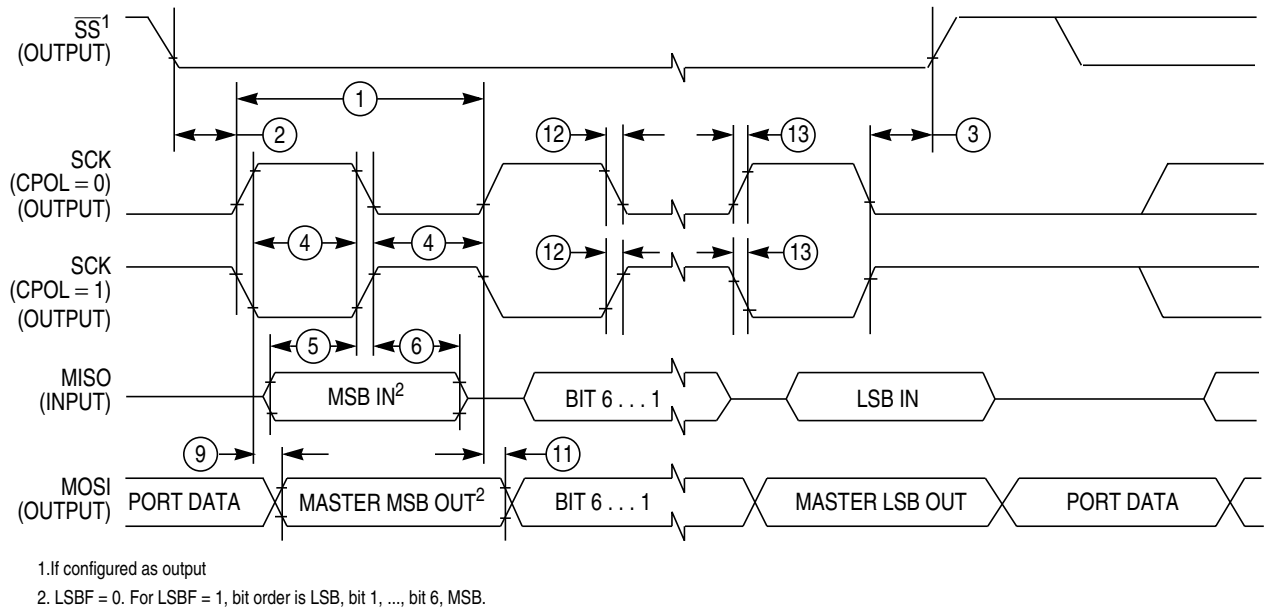 SS¹
(OUTPUT)
1
2
12
13
3
SCK
(CPOL = 0)
(OUTPUT)
4
4
12
13
SCK
(CPOL = 1)
(OUTPUT)
5
6
MISO
(INPUT)
MSB IN²
BIT 6 . . . 1
LSB IN
9
11
MOSI
(OUTPUT)
PORT DATA
MASTER MSB OUT²
BIT 6 . . . 1
MASTER LSB OUT
PORT DATA
1.If configured as output
2. LSBF = 0. For LSBF = 1, bit order is LSB, bit 1, ..., bit 6, MSB.